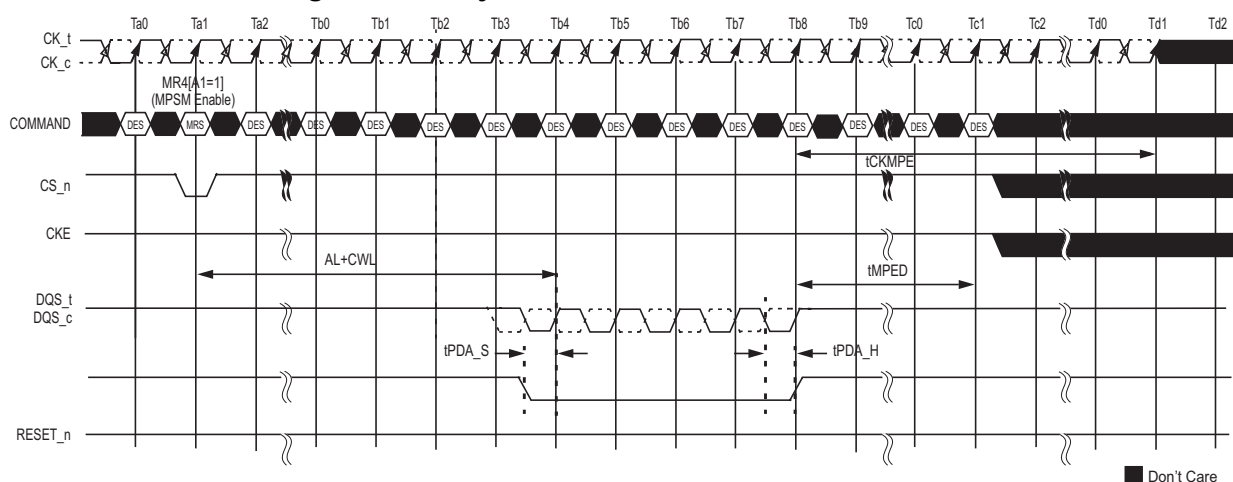 Ta0 Ta1 Ta2 Tb0 Tb1 Tb2 Tb3 Tb4 Tb5 Tb6 Tb7 Tb8 Tb9 Tc0 Tc1 Tc2 Td0 Td1 Td2
CK_t
CK_c
MR4[A1=1]
(MPSM Enable)
COMMAND DES MRS DES DES DES DES DES DES DES DES DES DES DES DES DES
tCKMPE
CS_n
CKE
AL+CWL tMPED
DQS_t
DQS_c
tPDA_S tPDA_H
RESET_n
Don't Care